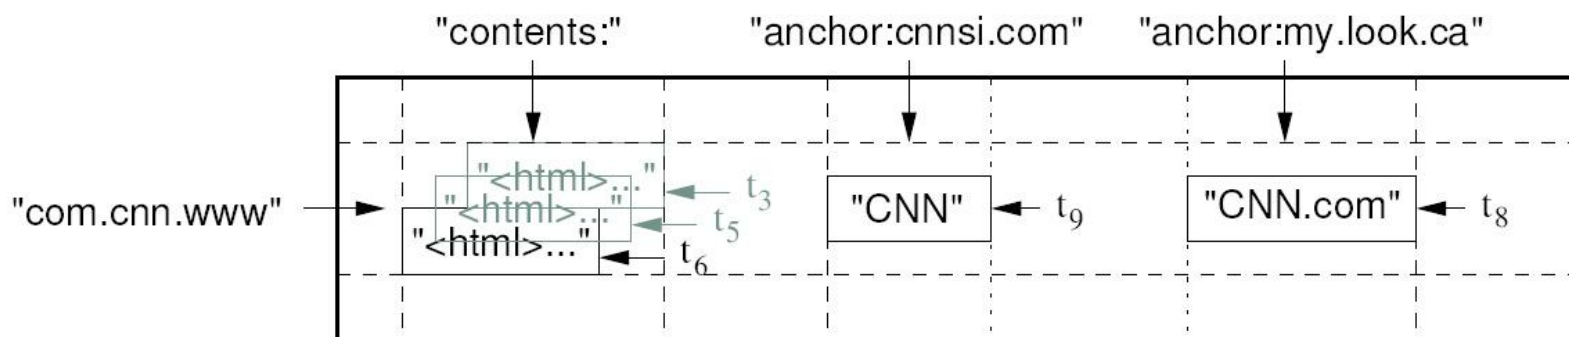 "contents:" "anchor:cnnsi.com" "anchor:my.look.ca"
"<html>..." t3
"com.cnn.www" "<html>..." t5 "CNN" t9 "CNN.com" t8
"<html>..." t6